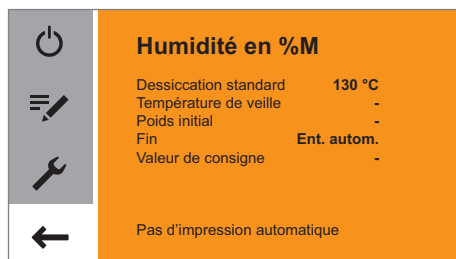 Humidité en %M
Dessiccation standard 130 °C
Température de veille -
Poids initial -
Fin Ent. autom.
Valeur de consigne -
Pas d’impression automatique